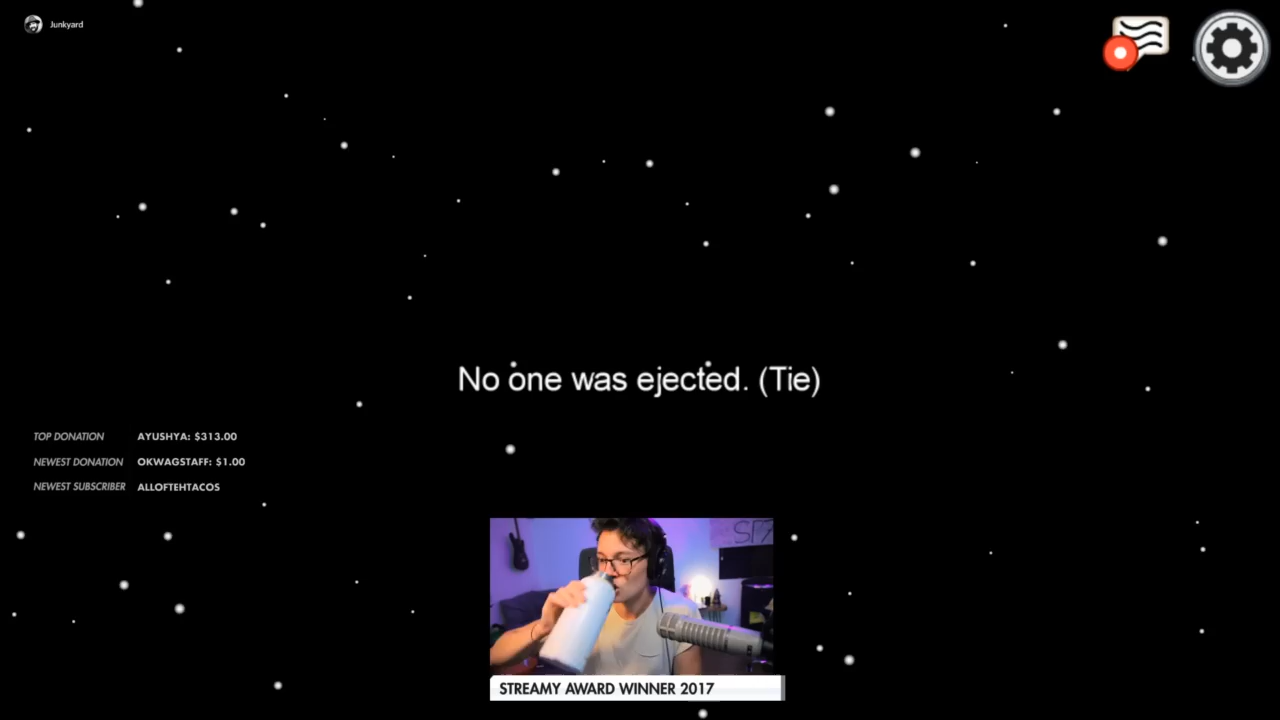 Junkyard
No one was ejected. (Tie)
TOP DONATION AYUSHYA: $313.00
NEWEST DONATION OKWAGSTAFF: $1.00
NEWEST SUBSCRIBER ALLOFTEHTACOS
STREAMY AWARD WINNER 2017